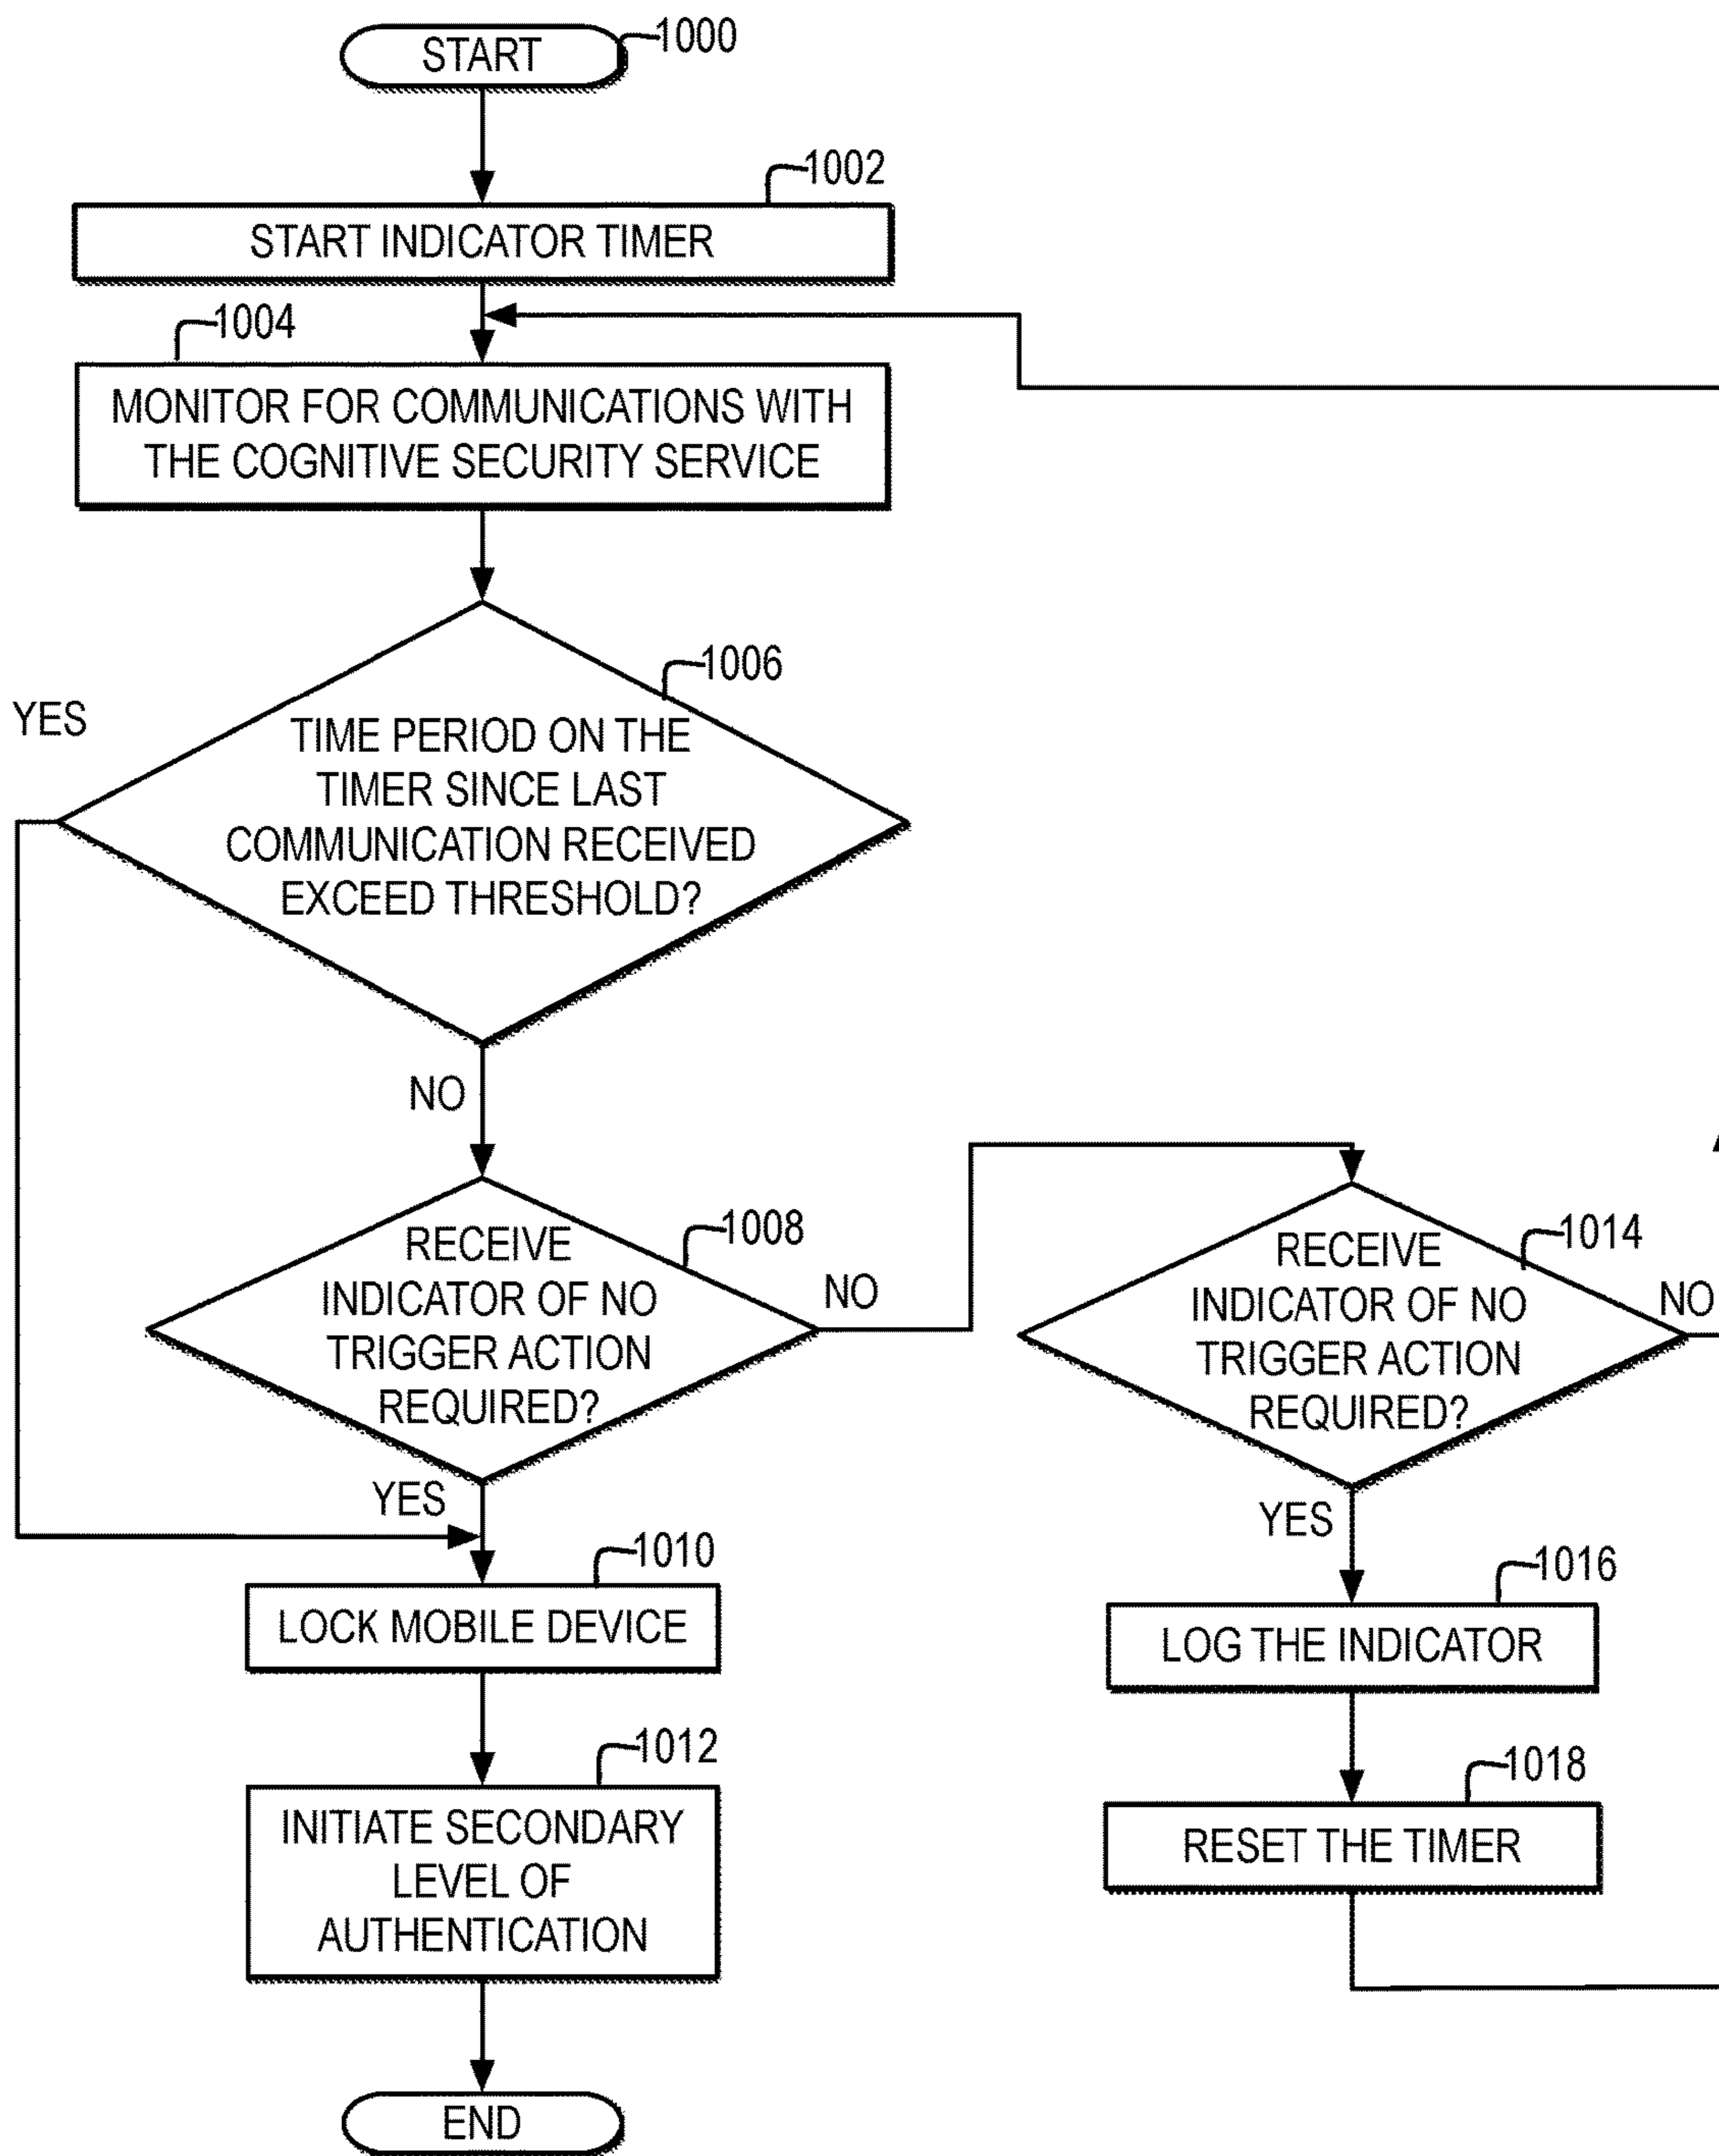 START
1000
1002
START INDICATOR TIMER
1004
MONITOR FOR COMMUNICATIONS WITH
THE COGNITIVE SECURITY SERVICE
1006
YES
TIME PERIOD ON THE
TIMER SINCE LAST
COMMUNICATION RECEIVED
EXCEED THRESHOLD?
NO
1008
RECEIVE
INDICATOR OF NO
TRIGGER ACTION
REQUIRED?
NO
YES
1010
LOCK MOBILE DEVICE
1012
INITIATE SECONDARY
LEVEL OF
AUTHENTICATION
END
1014
RECEIVE
INDICATOR OF NO
TRIGGER ACTION
REQUIRED?
NO
YES
1016
LOG THE INDICATOR
1018
RESET THE TIMER